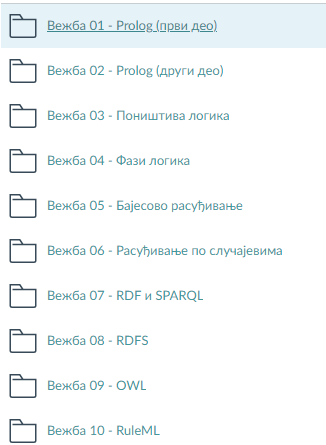 Вежба 01 - Prolog (први део)
Вежба 02 - Prolog (други део)
Вежба 03 - Поништива логика
Вежба 04 - Фази логика
Вежба 05 - Бајесово расуђивање
Вежба 06 - Расуђивање по случајевима
Вежба 07 - RDF и SPARQL
Вежба 08 - RDFS
Вежба 09 - OWL
Вежба 10 - RuleML